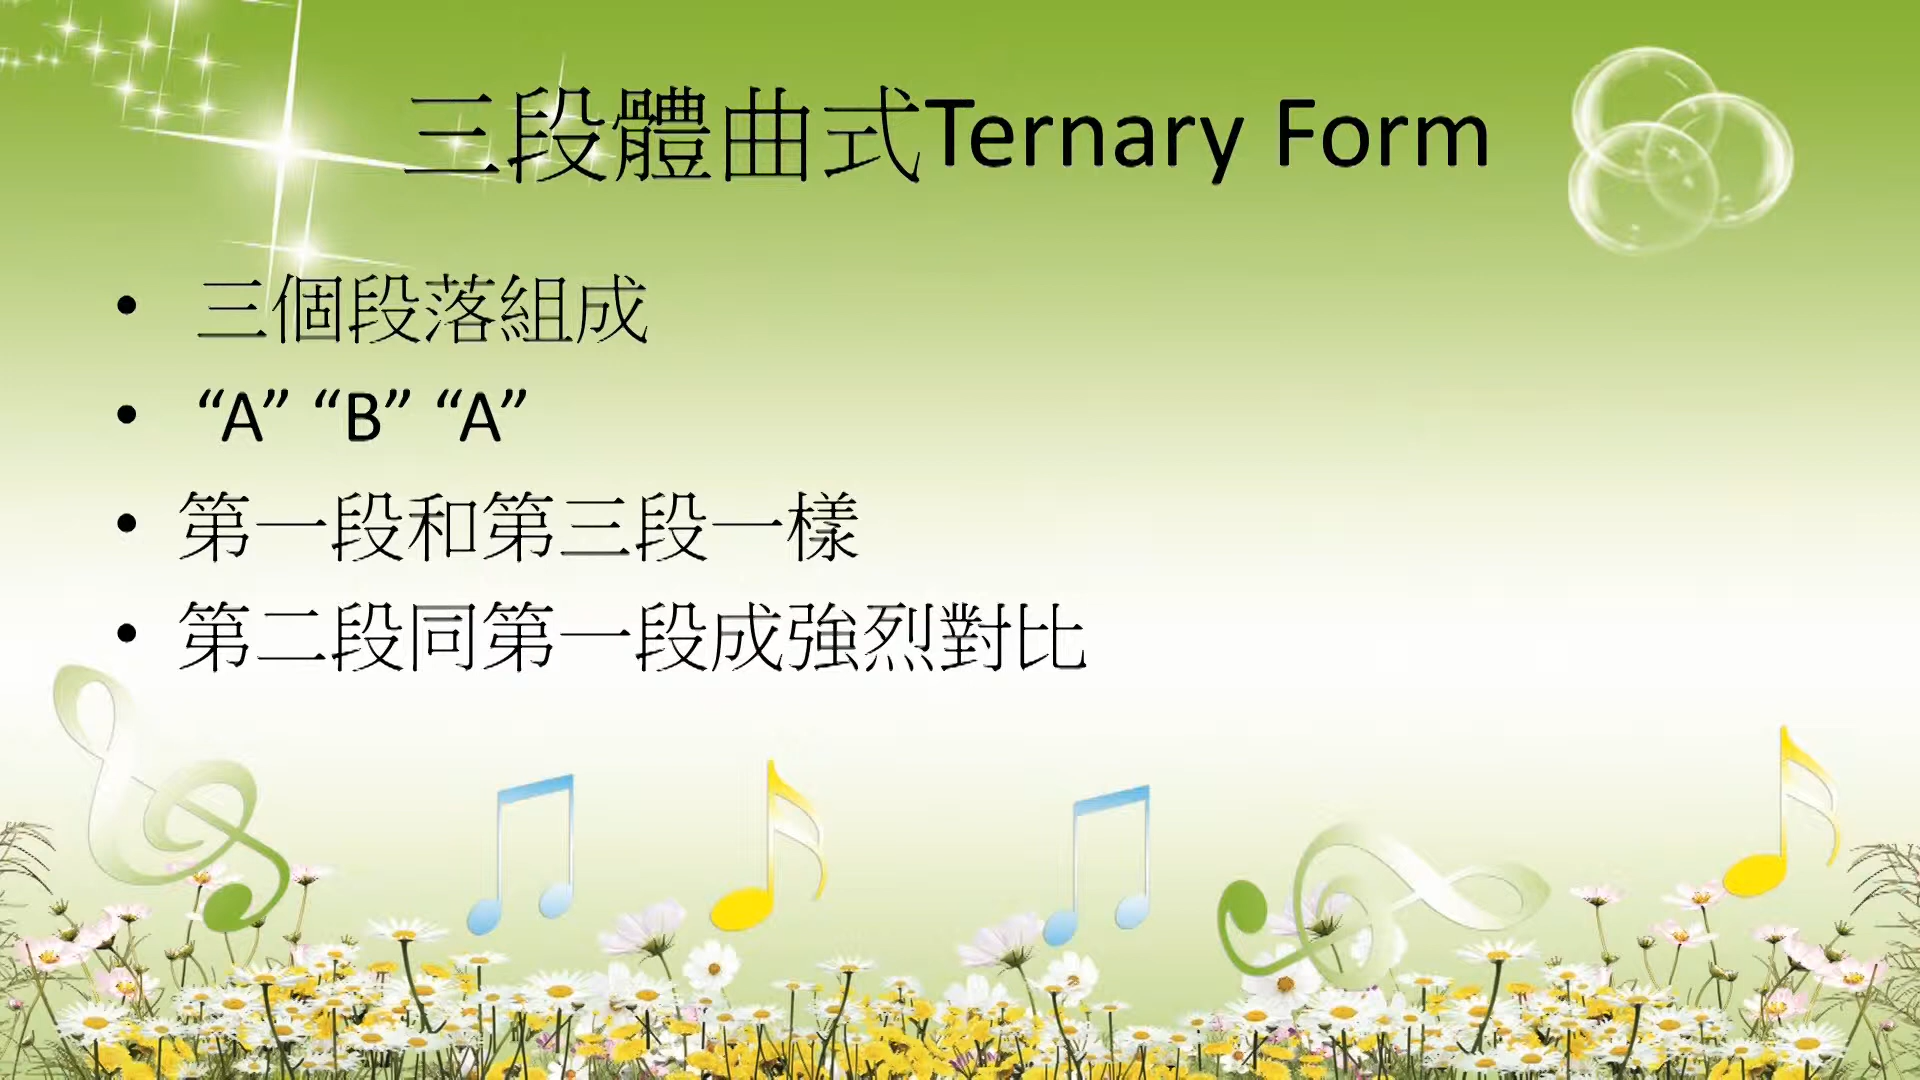 三段體曲式Ternary Form
• 三個段落組成
• “A” “B” “A”
• 第一段和第三段一樣
• 第二段同第一段成強烈對比